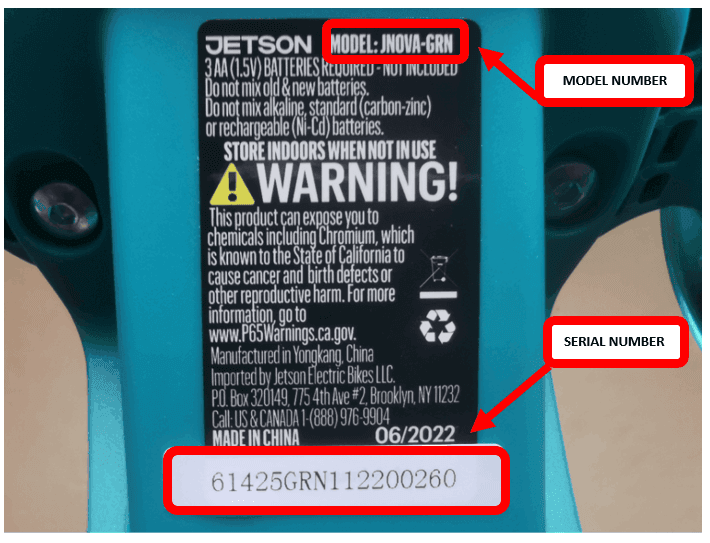 JETSON MODEL: JNOVA-GRN
3 AA (1.5V) BATTERIES REQUIRED - NOT INCLUDED
Do not mix old & new batteries.
Do not mix alkaline, standard (carbon-zinc)
or rechargeable (Ni-Cd) batteries.
STORE INDOORS WHEN NOT IN USE
WARNING!
This product can expose you to
chemicals including Chromium, which
is known to the State of California to
cause cancer and birth defects or
other reproductive harm. For more
information, go to
www.P65Warnings.ca.gov.
Manufactured in Yongkang, China
Imported by Jetson Electric Bikes LLC.
P.O. Box 320149, 775 4th Ave #2, Brooklyn, NY 11232
Call: US & CANADA 1-(888) 976-9904
MADE IN CHINA 06/2022
61425GRN112200260
MODEL NUMBER
SERIAL NUMBER